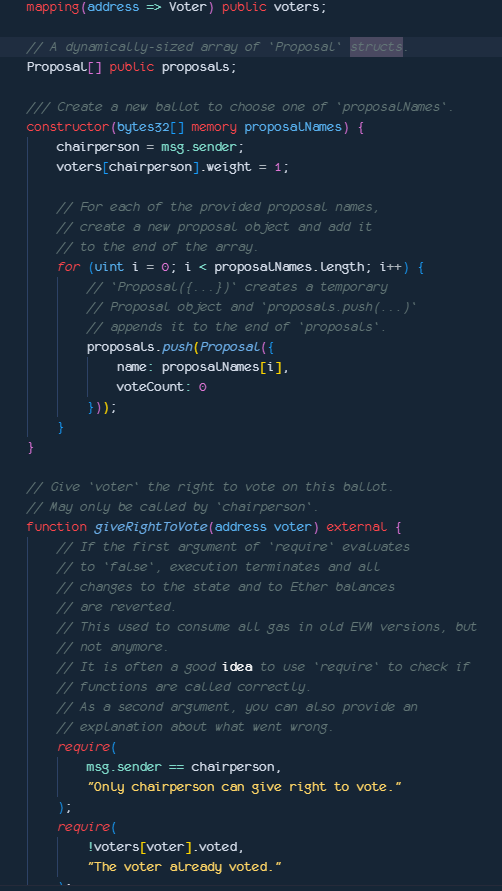 mapping(address => Voter) public voters;
// A dynamically-sized array of `Proposal` structs.
Proposal[] public proposals;
/// Create a new ballot to choose one of `proposalNames`.
constructor(bytes32[] memory proposalNames) {
chairperson = msg.sender;
voters[chairperson].weight = 1;
// For each of the provided proposal names,
// create a new proposal object and add it
// to the end of the array.
for (uint i = 0; i < proposalNames.length; i++) {
// `Proposal({...})` creates a temporary
// Proposal object and `proposals.push(...)`
// appends it to the end of `proposals`.
proposals.push(Proposal({
name: proposalNames[i],
voteCount: 0
}));
}
}
// Give `voter` the right to vote on this ballot.
// May only be called by `chairperson`.
function giveRightToVote(address voter) external {
// If the first argument of `require` evaluates
// to `false`, execution terminates and all
// changes to the state and to Ether balances
// are reverted.
// This used to consume all gas in old EVM versions, but
// not anymore.
// It is often a good idea to use `require` to check if
// functions are called correctly.
// As a second argument, you can also provide an
// explanation about what went wrong.
require(
msg.sender == chairperson,
"Only chairperson can give right to vote."
);
require(
!voters[voter].voted,
"The voter already voted."
);